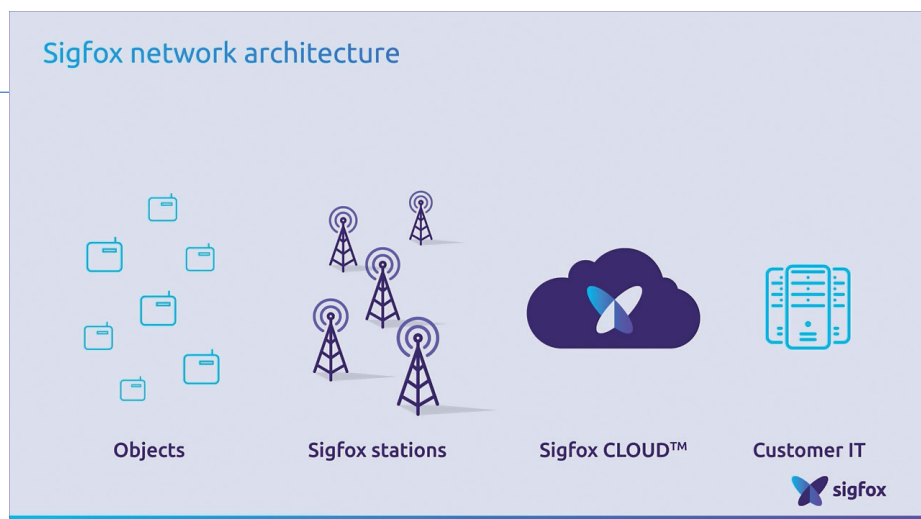 Sigfox network architecture
Objects
Sigfox stations
Sigfox CLOUD™
Customer IT
sigfox